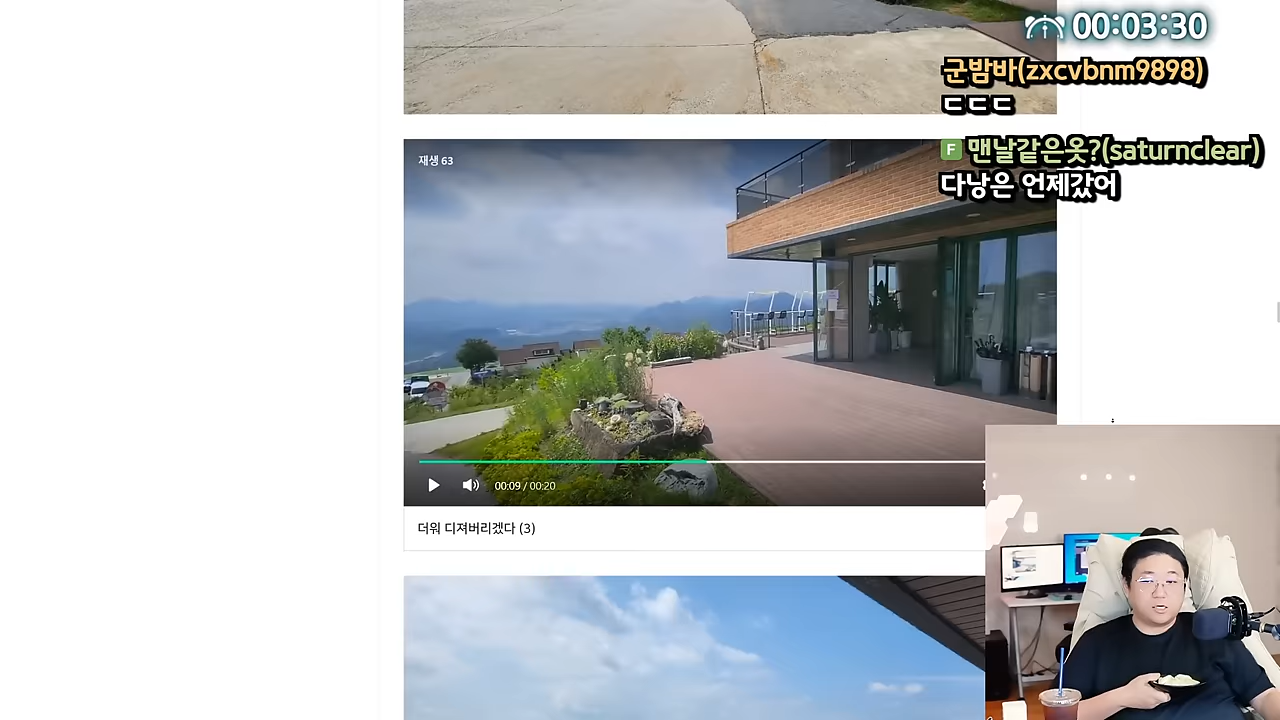 00:03:30
군밤바(zxcvbnm9898)
ㄷㄷㄷ
재생 63
F 맨날같은옷?(saturnclear)
다낭은 언제갔어
00:09 / 00:20
더워 디져버리겠다 (3)